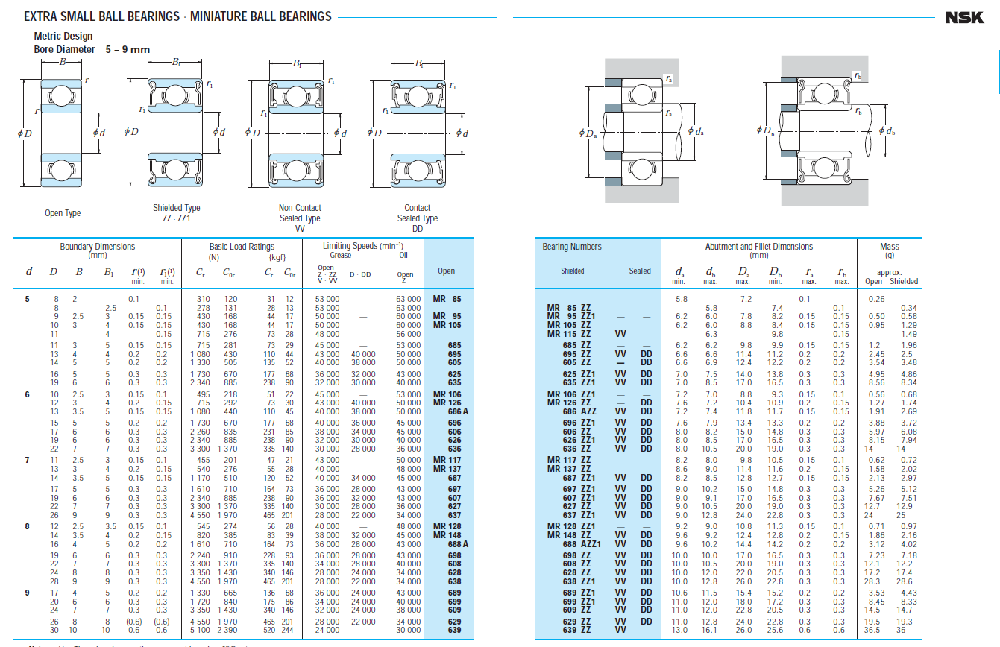 EXTRA SMALL BALL BEARINGS · MINIATURE BALL BEARINGS
NSK
Metric Design
Bore Diameter 5 – 9 mm
B B1 B1 B1
r r1 r1 r1 ra rb
r r1 r1 r1 ra rb
φD φd φD φd φD φd φD φd φDa φda φDb φdb
Open Type
Shielded Type
ZZ · ZZ1
Non-Contact
Sealed Type
VV
Contact
Sealed Type
DD
Boundary Dimensions
(mm)
Basic Load Ratings
(N) {kgf}
Limiting Speeds (min⁻¹)
Grease Oil
d D B B1 r(1) min. r1(1) min. Cr C0r Cr C0r Open Z · ZZ V · VV D · DD Open Z Open
5 8 2 — 0.1 — 310 120 31 12 53 000 — 63 000 MR 85
8 — 2.5 — 0.1 278 131 28 13 53 000 — 63 000 —
9 2.5 3 0.15 0.15 430 168 44 17 50 000 — 60 000 MR 95
10 3 4 0.15 0.15 430 168 44 17 50 000 — 60 000 MR 105
11 — 4 — 0.15 715 276 73 28 48 000 — 56 000 —
11 3 5 0.15 0.15 715 281 73 29 45 000 — 53 000 685
13 4 4 0.2 0.2 1 080 430 110 44 43 000 40 000 50 000 695
14 5 5 0.2 0.2 1 330 505 135 52 40 000 38 000 50 000 605
16 5 5 0.3 0.3 1 730 670 177 68 36 000 32 000 43 000 625
19 6 6 0.3 0.3 2 340 885 238 90 32 000 30 000 40 000 635
6 10 2.5 3 0.15 0.1 495 218 51 22 45 000 — 53 000 MR 106
12 3 4 0.2 0.15 715 292 73 30 43 000 40 000 50 000 MR 126
13 3.5 5 0.15 0.15 1 080 440 110 45 40 000 38 000 50 000 686 A
15 5 5 0.2 0.2 1 730 670 177 68 40 000 36 000 45 000 696
17 6 6 0.3 0.3 2 260 835 231 85 38 000 34 000 45 000 606
19 6 6 0.3 0.3 2 340 885 238 90 32 000 30 000 40 000 626
22 7 7 0.3 0.3 3 300 1 370 335 140 30 000 28 000 36 000 636
7 11 2.5 3 0.15 0.1 455 201 47 21 43 000 — 50 000 MR 117
13 3 4 0.2 0.15 540 276 55 28 40 000 — 48 000 MR 137
14 3.5 5 0.15 0.15 1 170 510 120 52 40 000 34 000 45 000 687
17 5 5 0.3 0.3 1 610 710 164 73 36 000 28 000 43 000 697
19 6 6 0.3 0.3 2 340 885 238 90 36 000 32 000 43 000 607
22 7 7 0.3 0.3 3 300 1 370 335 140 30 000 28 000 36 000 627
26 9 9 0.3 0.3 4 550 1 970 465 201 28 000 22 000 34 000 637
8 12 2.5 3.5 0.15 0.1 545 274 56 28 40 000 — 48 000 MR 128
14 3.5 4 0.2 0.15 820 385 83 39 38 000 32 000 45 000 MR 148
16 4 5 0.2 0.2 1 610 710 164 73 36 000 28 000 43 000 688 A
19 6 6 0.3 0.3 2 240 910 228 93 36 000 28 000 43 000 698
22 7 7 0.3 0.3 3 300 1 370 335 140 34 000 28 000 40 000 608
24 8 8 0.3 0.3 3 350 1 430 340 146 28 000 24 000 34 000 628
28 9 9 0.3 0.3 4 550 1 970 465 201 28 000 22 000 34 000 638
9 17 4 5 0.2 0.2 1 330 665 136 68 36 000 24 000 43 000 689
20 6 6 0.3 0.3 1 720 840 175 86 34 000 24 000 40 000 699
24 7 7 0.3 0.3 3 350 1 430 340 146 32 000 24 000 38 000 609
26 8 8 (0.6) (0.6) 4 550 1 970 465 201 28 000 22 000 34 000 629
30 10 10 0.6 0.6 5 100 2 390 520 244 24 000 — 30 000 639
Bearing Numbers
Abutment and Fillet Dimensions
(mm)
Mass
(g)
Shielded Sealed da min. db max. Da max. Db min. ra max. rb max. approx. Open Shielded
— — — 5.8 — 7.2 — 0.1 — 0.26 —
MR 85 ZZ — — — 5.8 — 7.4 — 0.1 — 0.34
MR 95 ZZ1 — — 6.2 6.0 7.8 8.2 0.15 0.15 0.50 0.58
MR 105 ZZ — — 6.2 6.0 8.8 8.4 0.15 0.15 0.95 1.29
MR 115 ZZ VV — — 6.3 — 9.8 — 0.15 — 1.49
685 ZZ — — 6.2 6.2 9.8 9.9 0.15 0.15 1.2 1.96
695 ZZ VV DD 6.6 6.6 11.4 11.2 0.2 0.2 2.45 2.5
605 ZZ — DD 6.6 6.9 12.4 12.2 0.2 0.2 3.54 3.48
625 ZZ1 VV DD 7.0 7.5 14.0 13.8 0.3 0.3 4.95 4.86
635 ZZ1 VV DD 7.0 8.5 17.0 16.5 0.3 0.3 8.56 8.34
MR 106 ZZ1 — — 7.2 7.0 8.8 9.3 0.15 0.1 0.56 0.68
MR 126 ZZ — DD 7.6 7.2 10.4 10.9 0.2 0.15 1.27 1.74
686 AZZ VV DD 7.2 7.4 11.8 11.7 0.15 0.15 1.91 2.69
696 ZZ1 VV DD 7.6 7.9 13.4 13.3 0.2 0.2 3.88 3.72
606 ZZ VV DD 8.0 8.2 15.0 14.8 0.3 0.3 5.97 6.08
626 ZZ1 VV DD 8.0 8.5 17.0 16.5 0.3 0.3 8.15 7.94
636 ZZ VV DD 8.0 10.5 20.0 19.0 0.3 0.3 14 14
MR 117 ZZ — — 8.2 8.0 9.8 10.5 0.15 0.1 0.62 0.72
MR 137 ZZ — — 8.6 9.0 11.4 11.6 0.2 0.15 1.58 2.02
687 ZZ1 VV DD 8.2 8.5 12.8 12.7 0.15 0.15 2.13 2.97
697 ZZ1 VV DD 9.0 10.2 15.0 14.8 0.3 0.3 5.26 5.12
607 ZZ1 VV DD 9.0 9.1 17.0 16.5 0.3 0.3 7.67 7.51
627 ZZ VV DD 9.0 10.5 20.0 19.0 0.3 0.3 12.7 12.9
637 ZZ1 VV DD 9.0 12.8 24.0 22.8 0.3 0.3 24 25
MR 128 ZZ1 — — 9.2 9.0 10.8 11.3 0.15 0.1 0.71 0.97
MR 148 ZZ VV DD 9.6 9.2 12.4 12.8 0.2 0.15 1.86 2.16
688 AZZ1 VV DD 9.6 10.2 14.4 14.2 0.2 0.2 3.12 4.02
698 ZZ VV DD 10.0 10.0 17.0 16.5 0.3 0.3 7.23 7.18
608 ZZ VV DD 10.0 10.5 20.0 19.0 0.3 0.3 12.1 12.2
628 ZZ VV DD 10.0 12.0 22.0 20.5 0.3 0.3 17.2 17.4
638 ZZ1 VV DD 10.0 12.8 26.0 22.8 0.3 0.3 28.3 28.6
689 ZZ1 VV DD 10.6 11.5 15.4 15.2 0.2 0.2 3.53 4.43
699 ZZ1 VV DD 11.0 12.0 18.0 17.2 0.3 0.3 8.45 8.33
609 ZZ VV DD 11.0 12.0 22.8 20.5 0.3 0.3 14.5 14.7
629 ZZ VV DD 11.0 12.8 24.0 22.8 0.3 0.3 19.5 19.3
639 ZZ VV — 13.0 16.1 26.0 25.6 0.6 0.6 36.5 36